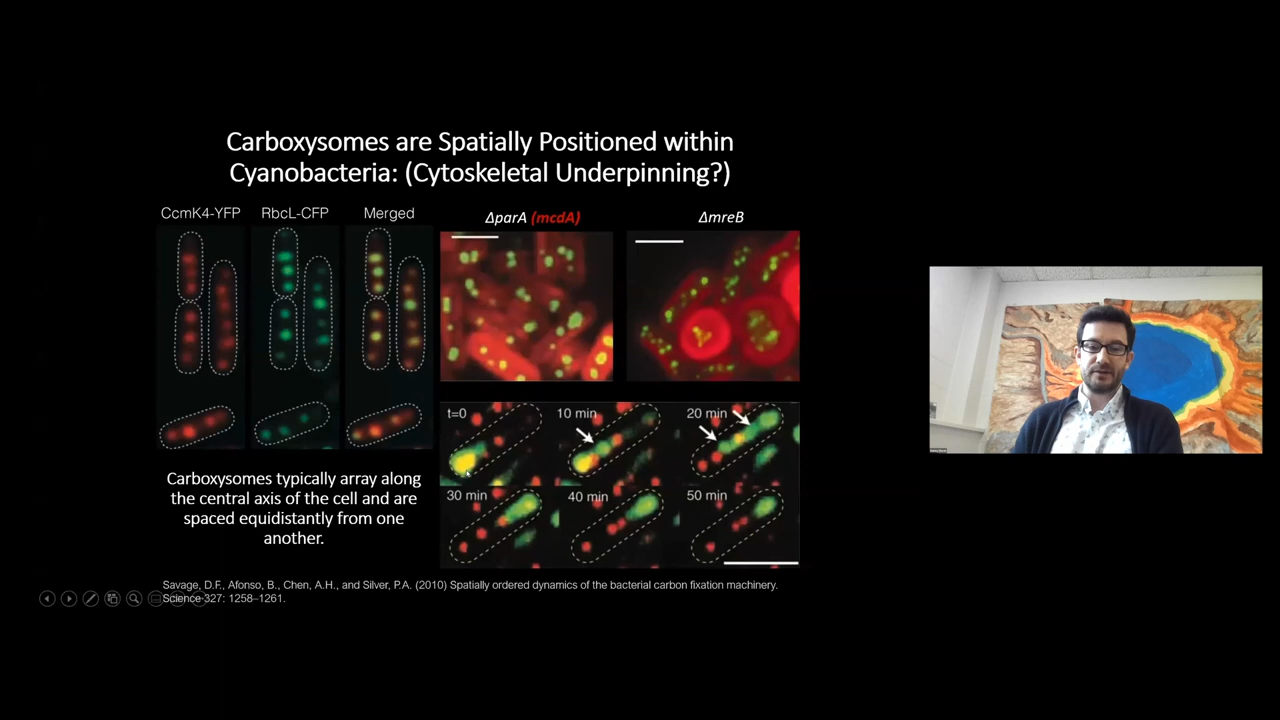 Carboxysomes are Spatially Positioned within
Cyanobacteria: (Cytoskeletal Underpinning?)
CcmK4-YFP RbcL-CFP Merged
ΔparA (mcdA) ΔmreB
t=0 10 min 20 min
30 min 40 min 50 min
Carboxysomes typically array along
the central axis of the cell and are
spaced equidistantly from one
another.
Savage, D.F., Afonso, B., Chen, A.H., and Silver, P.A. (2010) Spatially ordered dynamics of the bacterial carbon fixation machinery.
Science 327: 1258–1261.